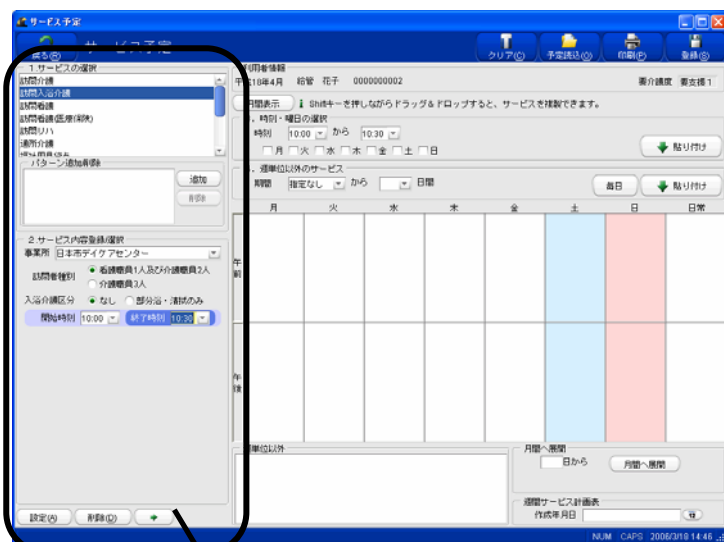 サービス予定
戻る(R)
サービス予定
クリア(C)
予定読込(O)
印刷(P)
登録(S)
1.サービスの選択
訪問介護
訪問入浴介護
訪問看護
訪問看護(医療保険)
訪問リハ
通所介護
パターン追加削除
追加
削除
2.サービス内容登録/選択
事業所 日本市デイケアセンター
訪問者種別
看護職員1人及び介護職員2人
介護職員3人
入浴介護区分 なし 部分浴・清拭のみ
開始時刻 10:00 終了時刻 10:30
設定(A) 削除(D)
用者情報
成18年4月 給管 花子 0000000002 要介護度 要支援1
月間表示 Shiftキーを押しながらドラッグ&ドロップすると、サービスを複製できます。
. 時刻・曜日の選択
時刻 10:00 から 10:30
月 火 水 木 金 土 日
貼り付け
. 週単位以外のサービス
期間 指定なし から 日間
毎日
貼り付け
月 火 水 木 金 土 日 日常
午前
午後
週単位以外
月間へ展開
日から 月間へ展開
週間サービス計画表
作成年月日
NUM CAPS 2006/3/18 14:46